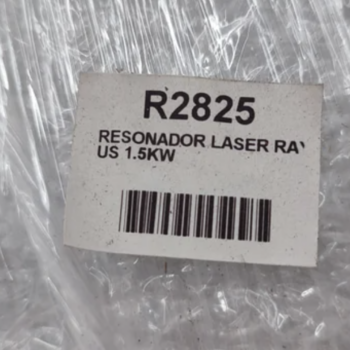 R2825
RESONADOR LASER RAY
US 1.5KW